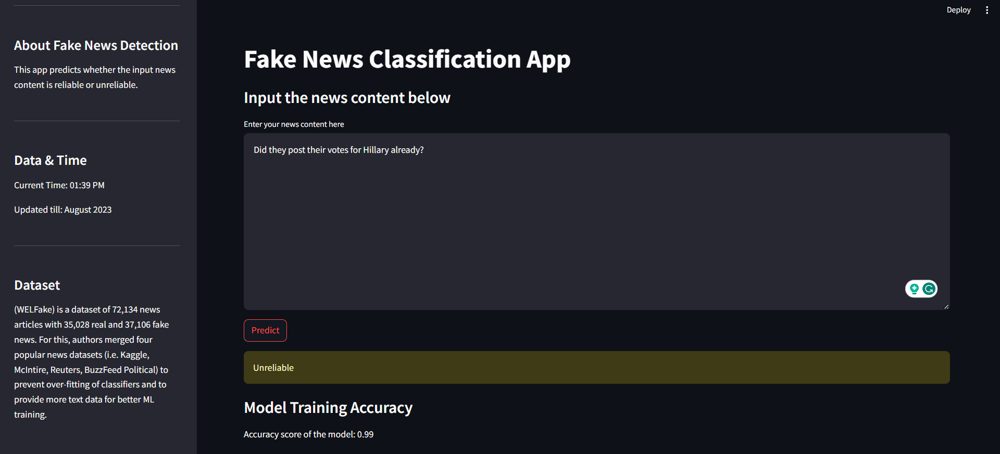 About Fake News Detection
This app predicts whether the input news
content is reliable or unreliable.
Data & Time
Current Time: 01:39 PM
Updated till: August 2023
Dataset
(WELFake) is a dataset of 72,134 news
articles with 35,028 real and 37,106 fake
news. For this, authors merged four
popular news datasets (i.e. Kaggle,
McIntire, Reuters, BuzzFeed Political) to
prevent over-fitting of classifiers and to
provide more text data for better ML
training.
Deploy
Fake News Classification App
Input the news content below
Enter your news content here
Did they post their votes for Hillary already?
Predict
Unreliable
Model Training Accuracy
Accuracy score of the model: 0.99